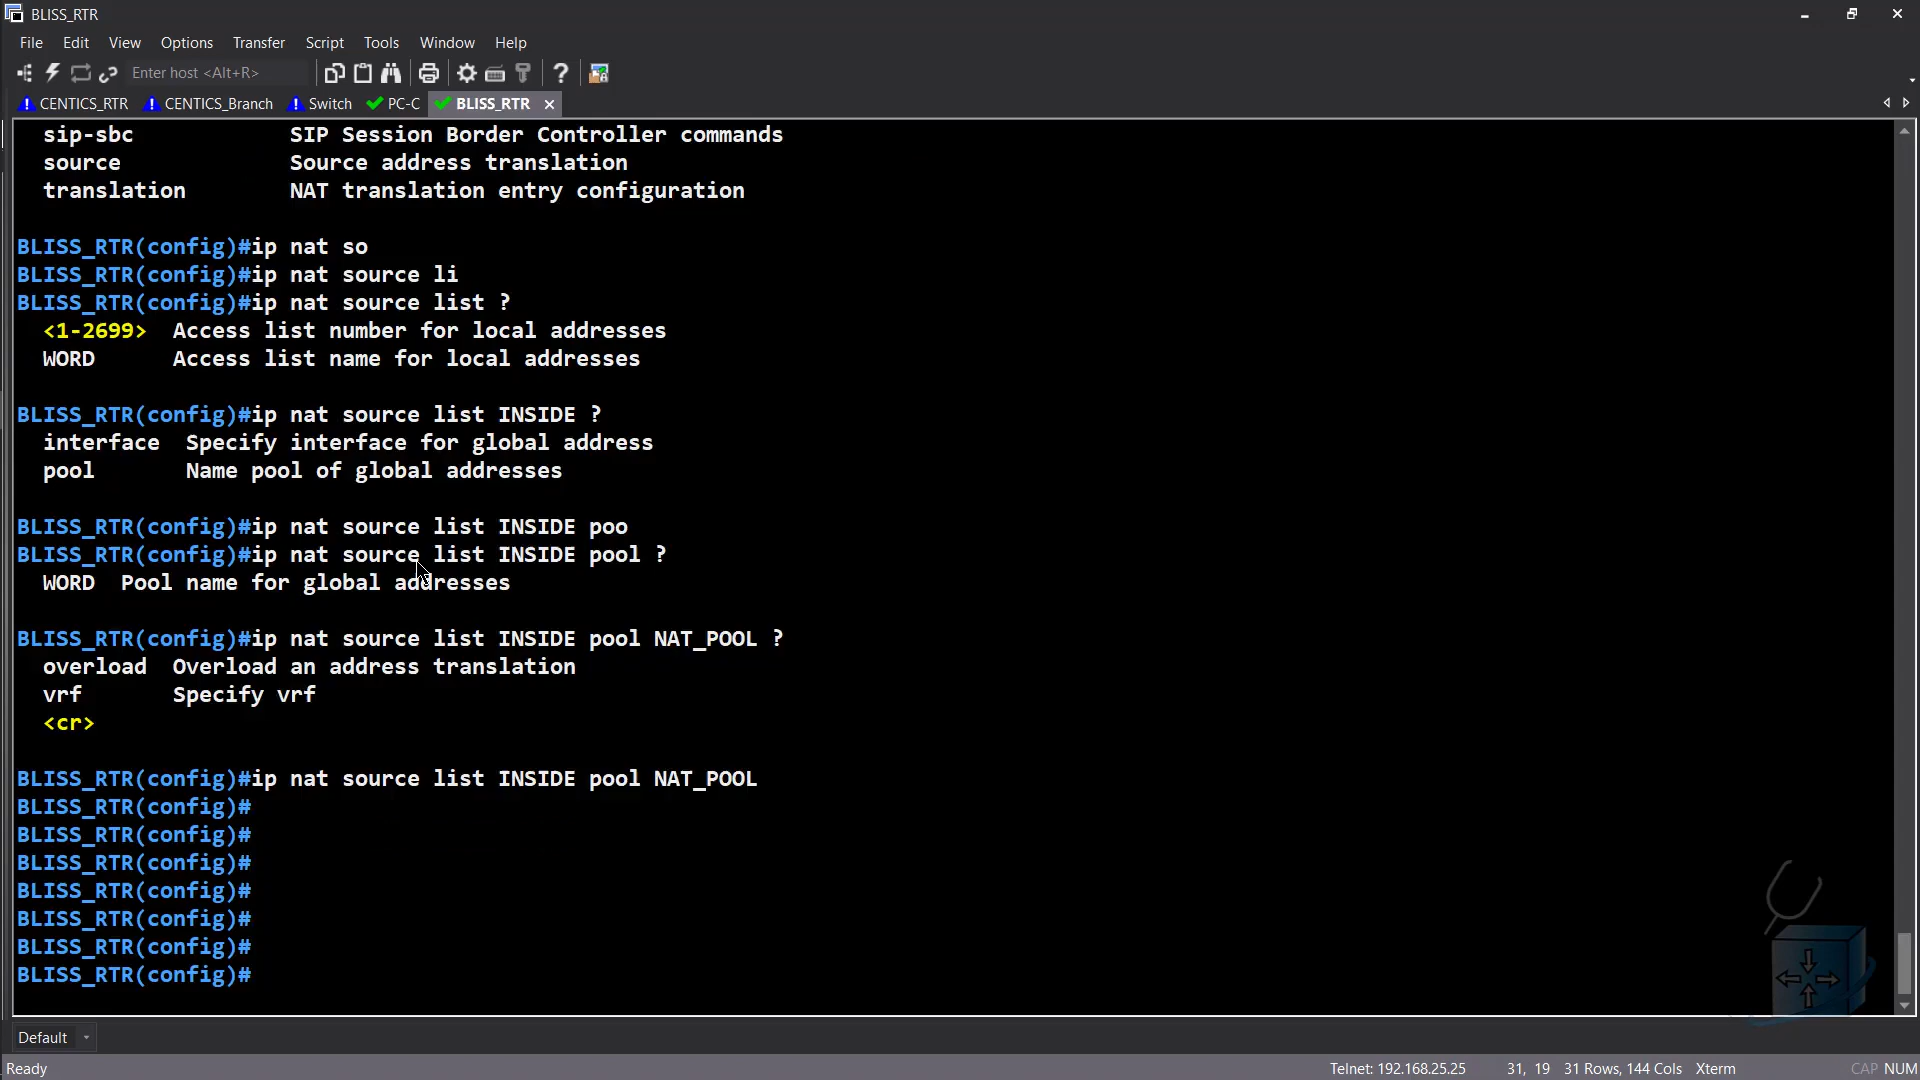 BLISS_RTR
File Edit View Options Transfer Script Tools Window Help
Enter host <Alt+R>
CENTICS_RTR CENTICS_Branch Switch PC-C BLISS_RTR
sip-sbc SIP Session Border Controller commands
source Source address translation
translation NAT translation entry configuration
BLISS_RTR(config)#ip nat so
BLISS_RTR(config)#ip nat source li
BLISS_RTR(config)#ip nat source list ?
<1-2699> Access list number for local addresses
WORD Access list name for local addresses
BLISS_RTR(config)#ip nat source list INSIDE ?
interface Specify interface for global address
pool Name pool of global addresses
BLISS_RTR(config)#ip nat source list INSIDE poo
BLISS_RTR(config)#ip nat source list INSIDE pool ?
WORD Pool name for global addresses
BLISS_RTR(config)#ip nat source list INSIDE pool NAT_POOL ?
overload Overload an address translation
vrf Specify vrf
<cr>
BLISS_RTR(config)#ip nat source list INSIDE pool NAT_POOL
BLISS_RTR(config)#
BLISS_RTR(config)#
BLISS_RTR(config)#
BLISS_RTR(config)#
BLISS_RTR(config)#
BLISS_RTR(config)#
BLISS_RTR(config)#
Default
Ready Telnet: 192.168.25.25 31, 19 31 Rows, 144 Cols Xterm CAP NUM